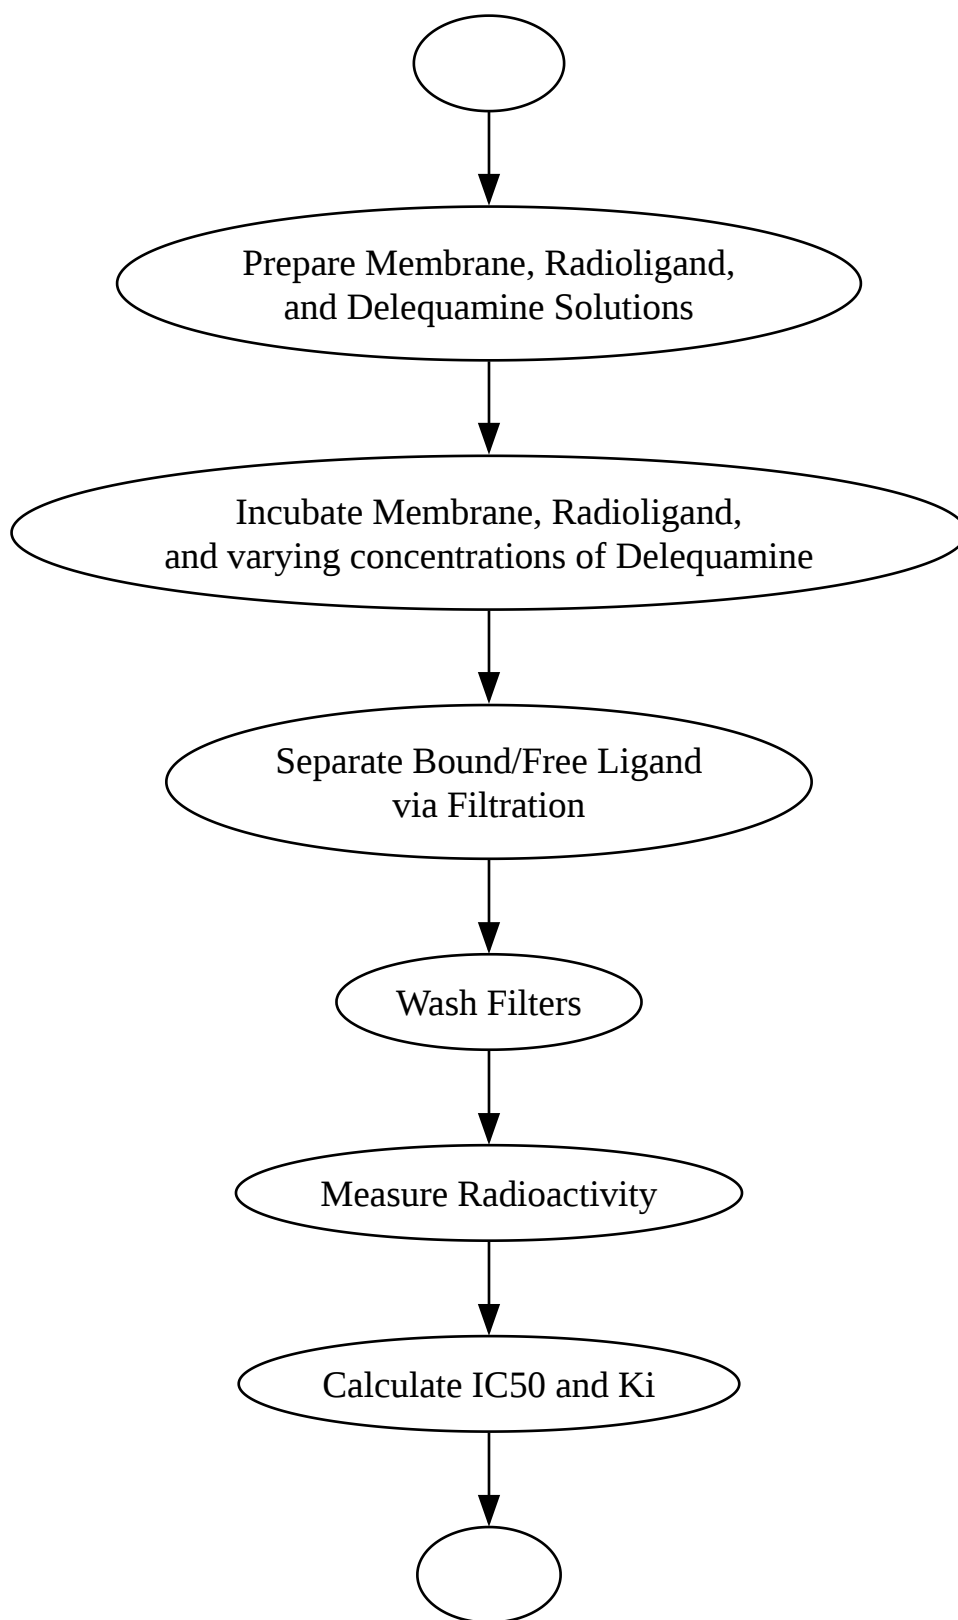 Prepare Membrane, Radioligand,
and Delequamine Solutions
Incubate Membrane, Radioligand,
and varying concentrations of Delequamine
Separate Bound/Free Ligand
via Filtration
Wash Filters
Measure Radioactivity
Calculate IC50 and Ki